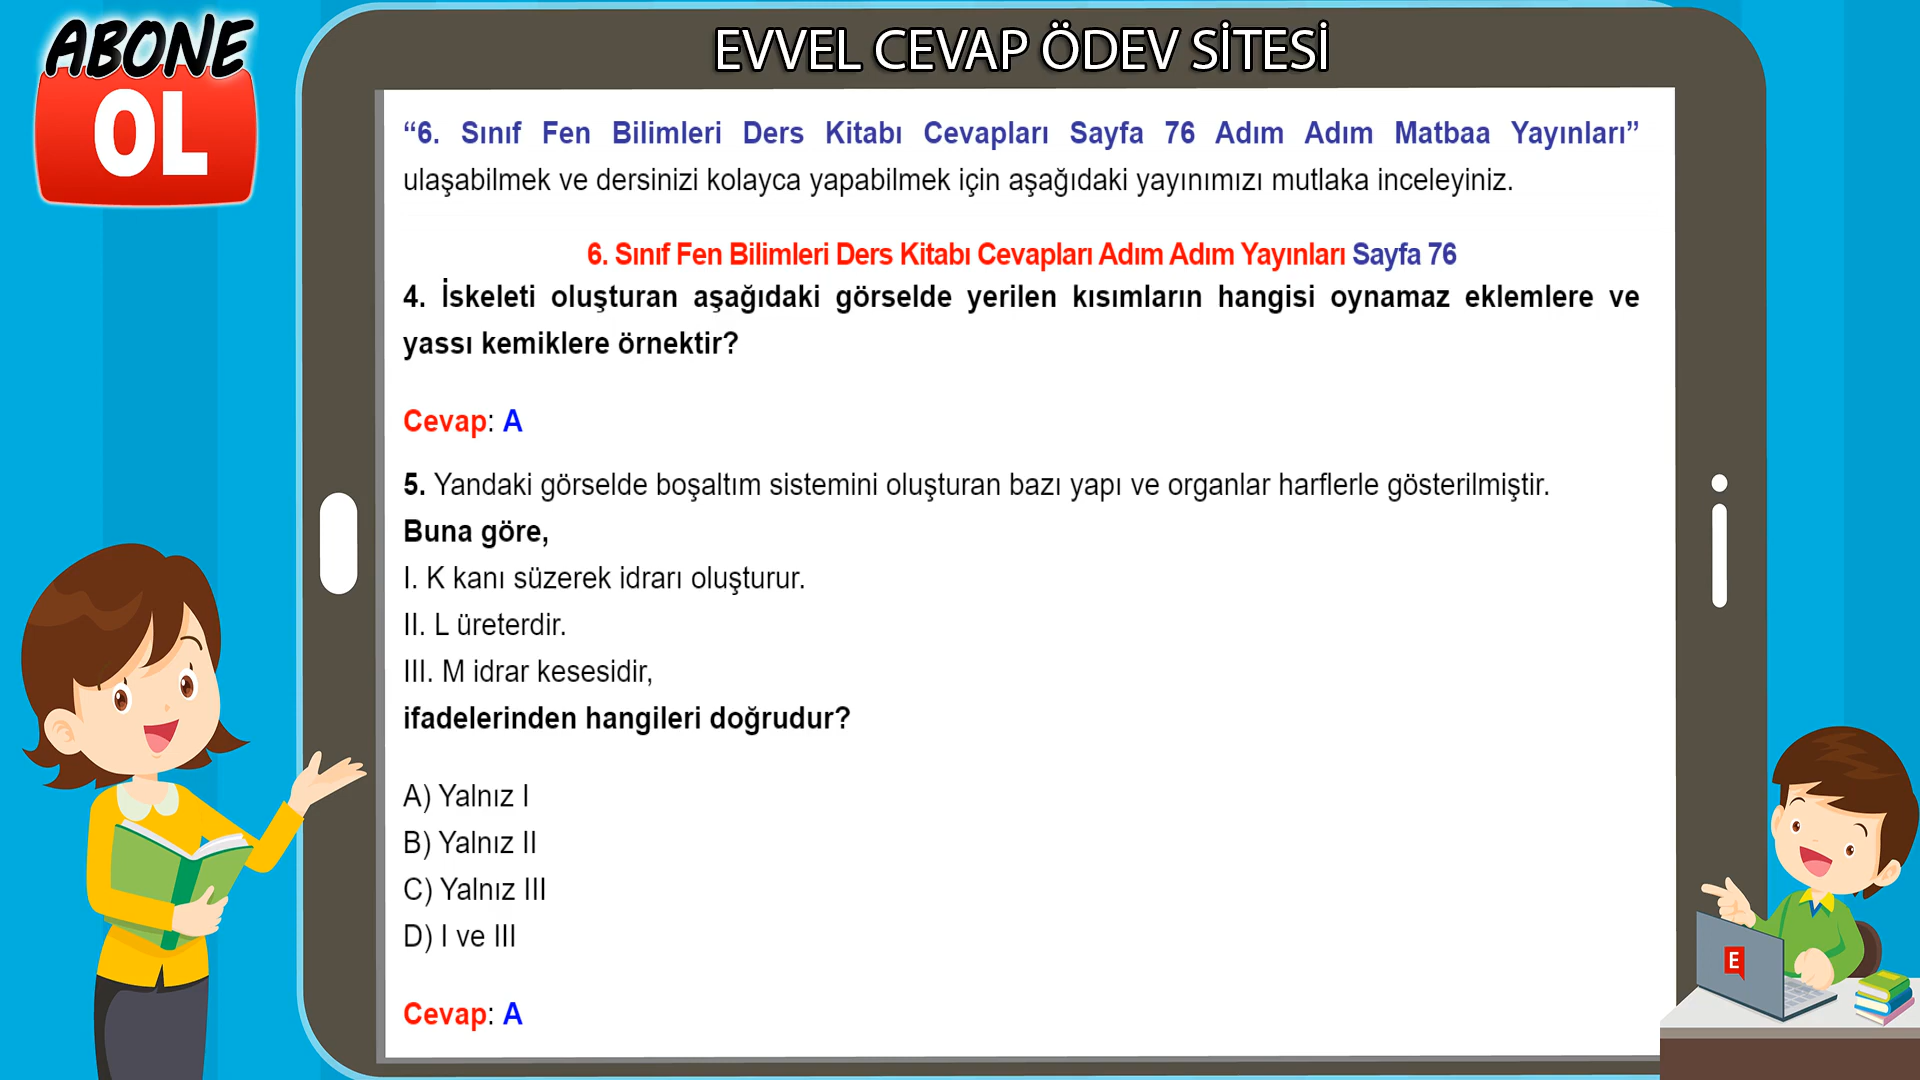 ABONE
OL
EVVEL CEVAP ÖDEV SİTESİ
“6. Sınıf Fen Bilimleri Ders Kitabı Cevapları Sayfa 76 Adım Adım Matbaa Yayınları”
ulaşabilmek ve dersinizi kolayca yapabilmek için aşağıdaki yayınımızı mutlaka inceleyiniz.
6. Sınıf Fen Bilimleri Ders Kitabı Cevapları Adım Adım Yayınları Sayfa 76
4. İskeleti oluşturan aşağıdaki görselde yerilen kısımların hangisi oynamaz eklemlere ve
yassı kemiklere örnektir?
Cevap: A
5. Yandaki görselde boşaltım sistemini oluşturan bazı yapı ve organlar harflerle gösterilmiştir.
Buna göre,
I. K kanı süzerek idrarı oluşturur.
II. L üreterdir.
III. M idrar kesesidir,
ifadelerinden hangileri doğrudur?
A) Yalnız I
B) Yalnız II
C) Yalnız III
D) I ve III
Cevap: A
E